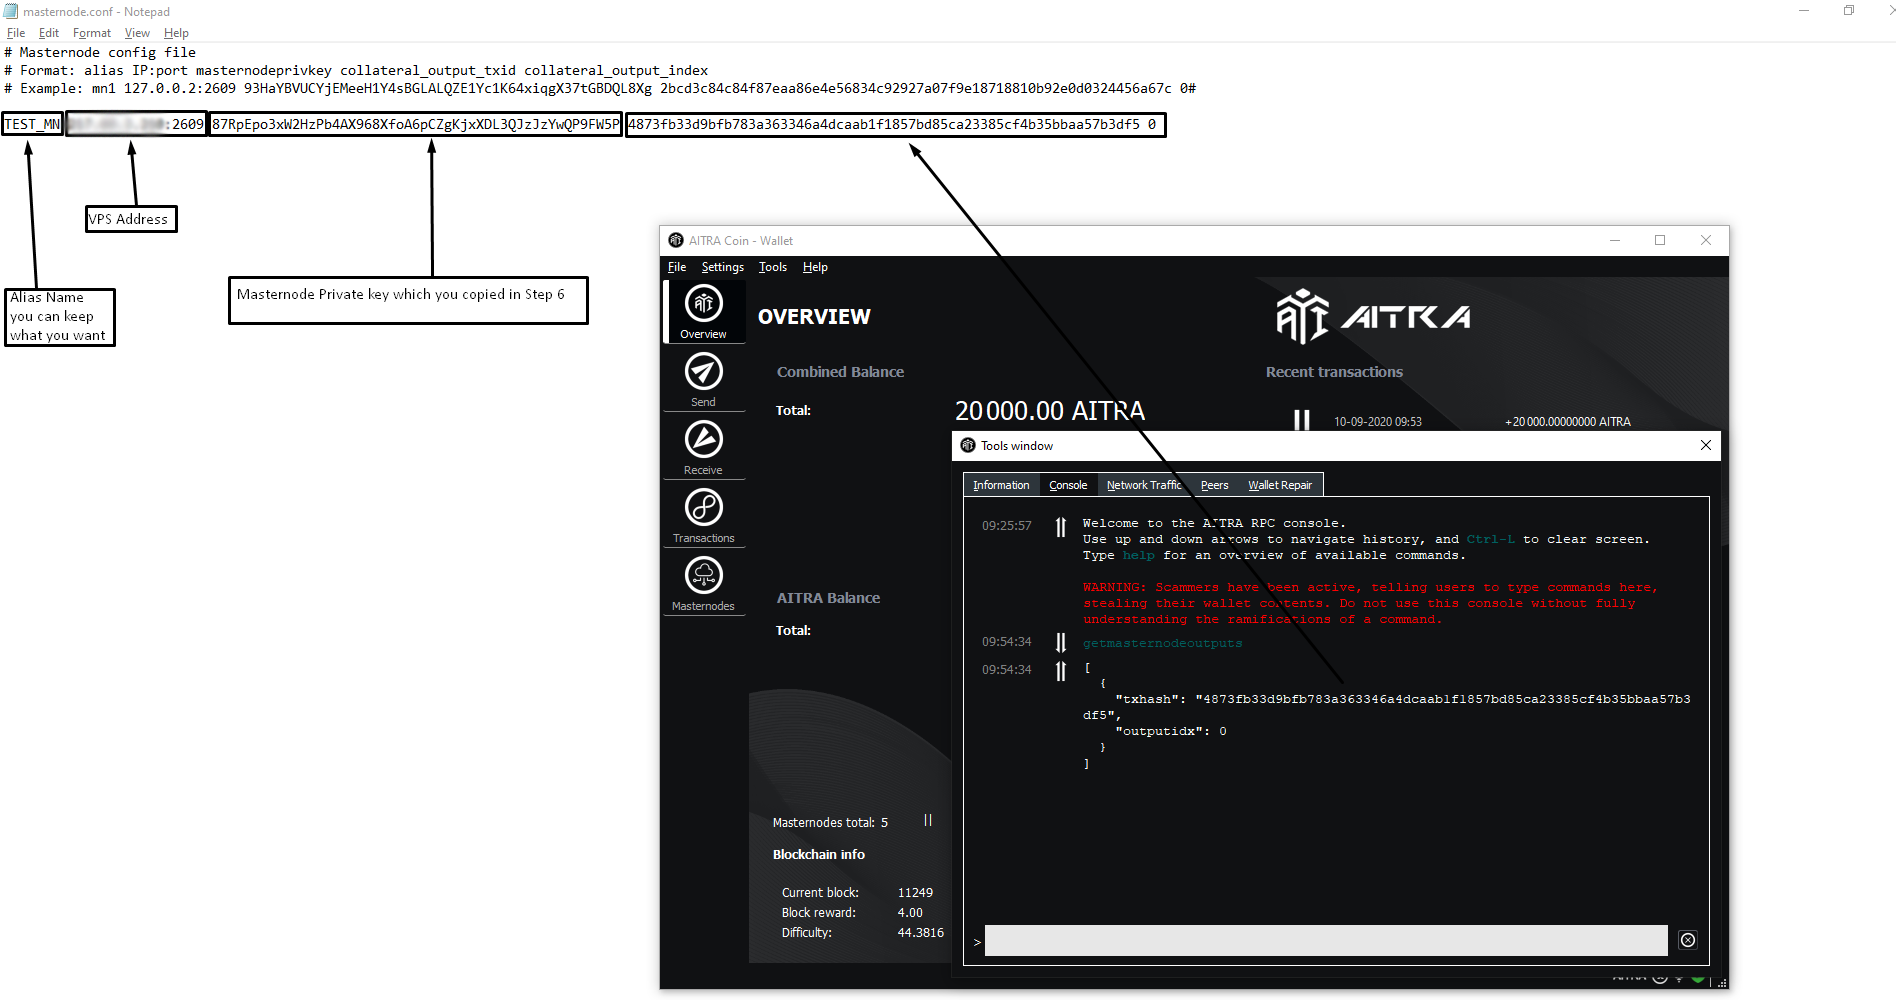 masternode.conf - Notepad
File Edit Format View Help
# Masternode config file
# Format: alias IP:port masternodeprivkey collateral_output_txid collateral_output_index
# Example: mn1 127.0.0.2:2609 93HaYBVUCYjEMeeH1Y4sBGLALQZE1Yc1K64xiqgX37tGBDQL8Xg 2bcd3c84c84f87eaa86e4e56834c92927a07f9e18718810b92e0d0324456a67c 0#
TEST_MN :2609 87RpEpo3xW2HzPb4AX968XfoA6pCZgKjxXDL3QJzJzYwQP9FW5P 4873fb33d9bfb783a363346a4dcaab1f1857bd85ca23385cf4b35bbaa57b3df5 0
VPS Address
Alias Name
you can keep
what you want
Masternode Private key which you copied in Step 6
AITRA Coin - Wallet
File Settings Tools Help
Overview
Send
Receive
Transactions
Masternodes
OVERVIEW
AITRA
Combined Balance
Recent transactions
Total:
20 000.00 AITRA
10-09-2020 09:53
+20 000.00000000 AITRA
AITRA Balance
Total:
Masternodes total: 5
Blockchain info
Current block: 11249
Block reward: 4.00
Difficulty: 44.3816
Tools window
Information Console Network Traffic Peers Wallet Repair
09:25:57
Welcome to the AITRA RPC console.
Use up and down arrows to navigate history, and Ctrl-L to clear screen.
Type help for an overview of available commands.
WARNING: Scammers have been active, telling users to type commands here,
stealing their wallet contents. Do not use this console without fully
understanding the ramifications of a command.
09:54:34
getmasternodeoutputs
09:54:34
[
{
"txhash": "4873fb33d9bfb783a363346a4dcaab1f1857bd85ca23385cf4b35bbaa57b3
df5",
"outputidx": 0
}
]
>